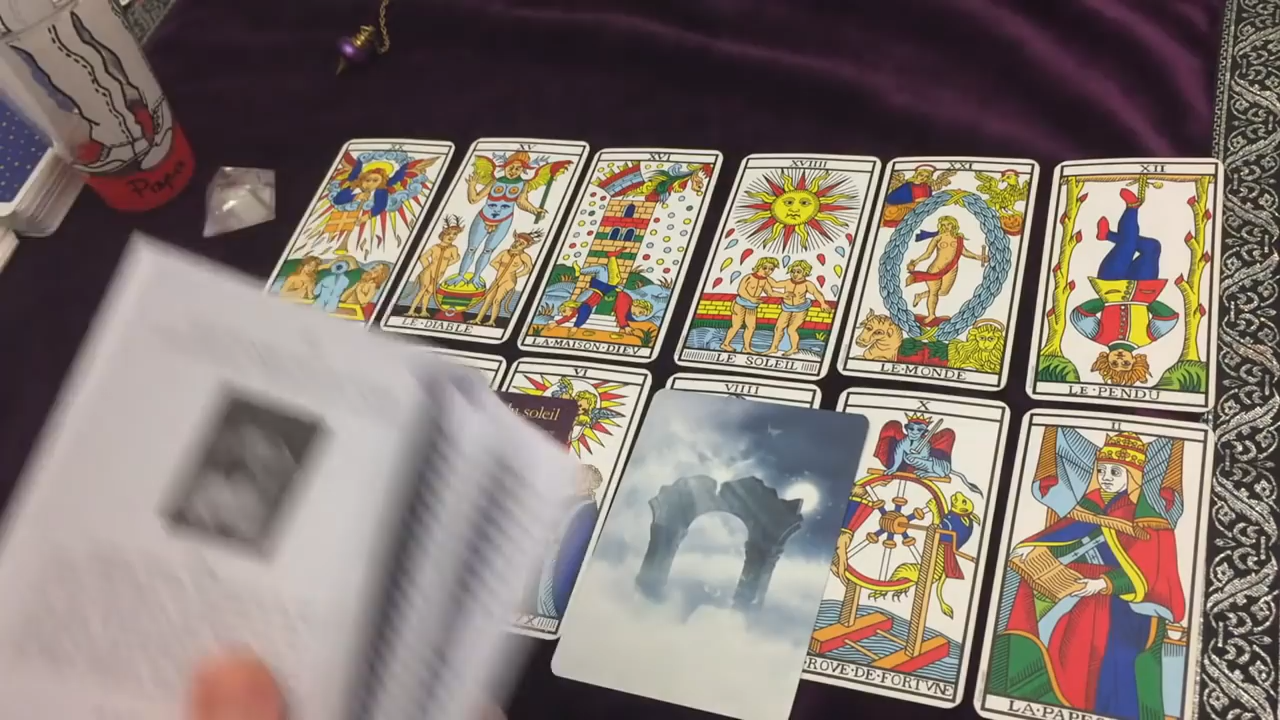 Papa
XX
XV
XVI
XVIIII
XXI
XII
LE·DIABLE
LA·MAISON·DIEV
LE SOLEIL
LE·MONDE
LE·PENDU
VI
VIIII
X
II
du soleil
ROVE·DE·FORTVNE
LA·PAPE